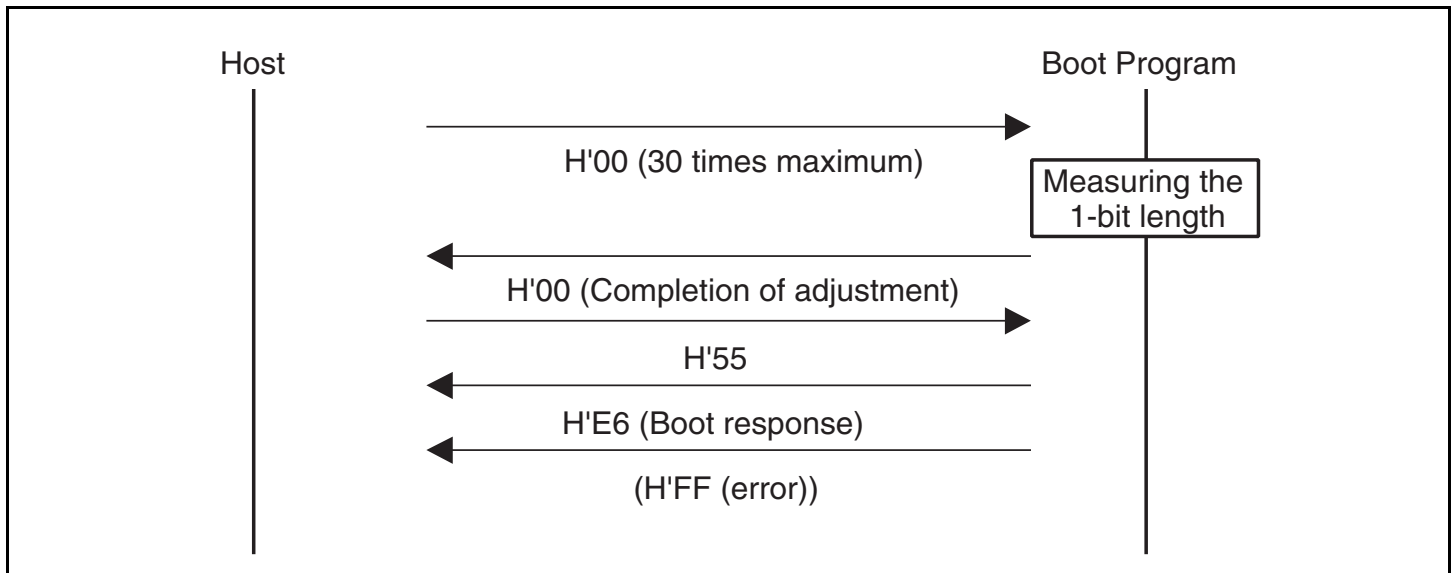 Host
Boot Program
H'00 (30 times maximum)
Measuring the
1-bit length
H'00 (Completion of adjustment)
H'55
H'E6 (Boot response)
(H'FF (error))